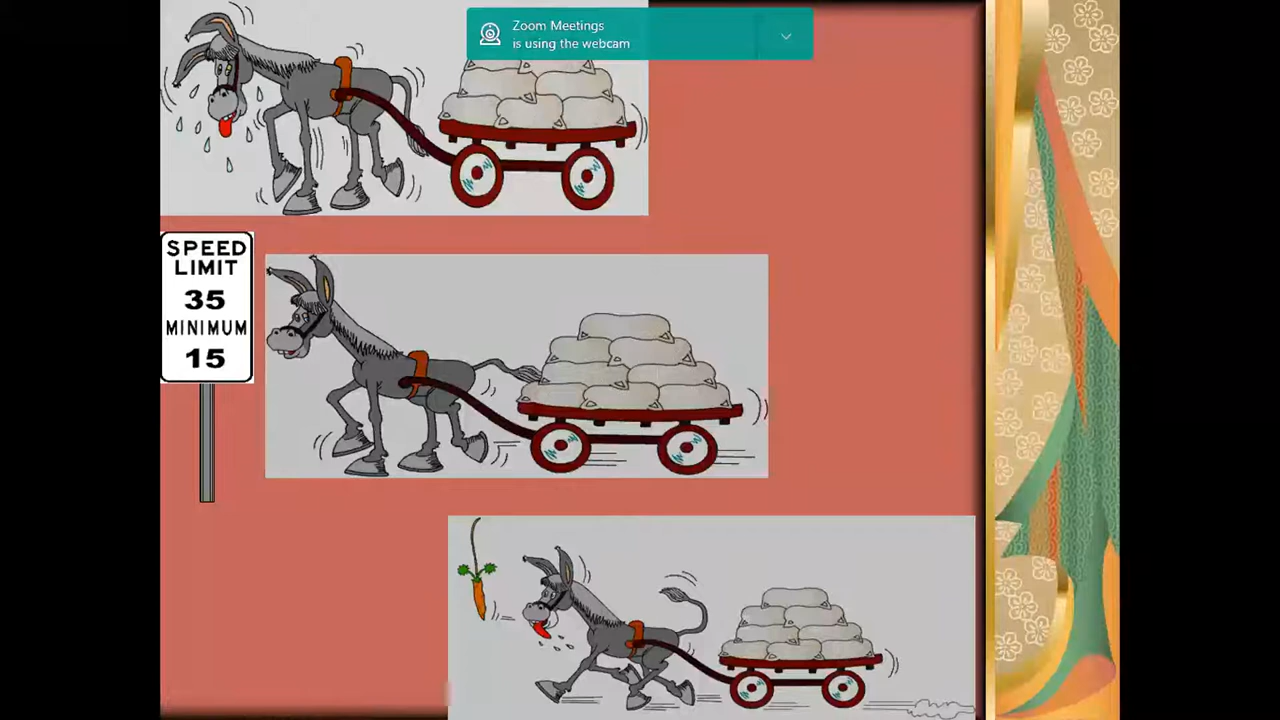 Zoom Meetings
is using the webcam
SPEED
LIMIT
35
MINIMUM
15